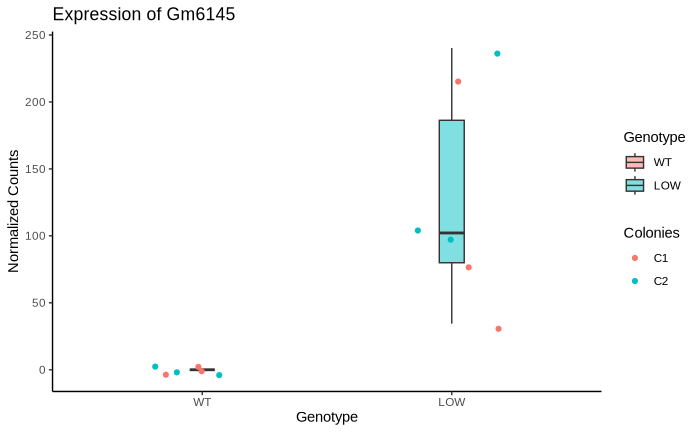 Expression of Gm6145
250
200
150
100
50
0
Normalized Counts
WT
LOW
Genotype
Genotype
WT
LOW
Colonies
C1
C2